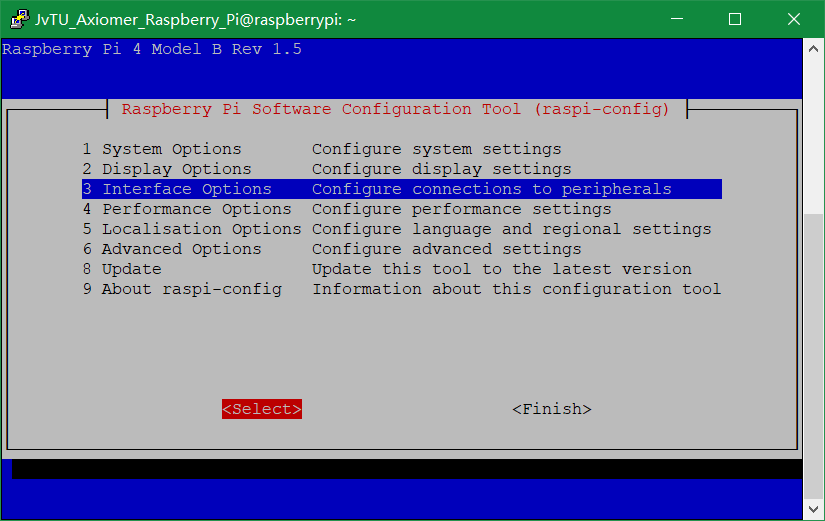 JvTU_Axiomer_Raspberry_Pi@raspberrypi: ~
Raspberry Pi 4 Model B Rev 1.5
Raspberry Pi Software Configuration Tool (raspi-config)
1 System Options Configure system settings
2 Display Options Configure display settings
3 Interface Options Configure connections to peripherals
4 Performance Options Configure performance settings
5 Localisation Options Configure language and regional settings
6 Advanced Options Configure advanced settings
8 Update Update this tool to the latest version
9 About raspi-config Information about this configuration tool
<Select> <Finish>